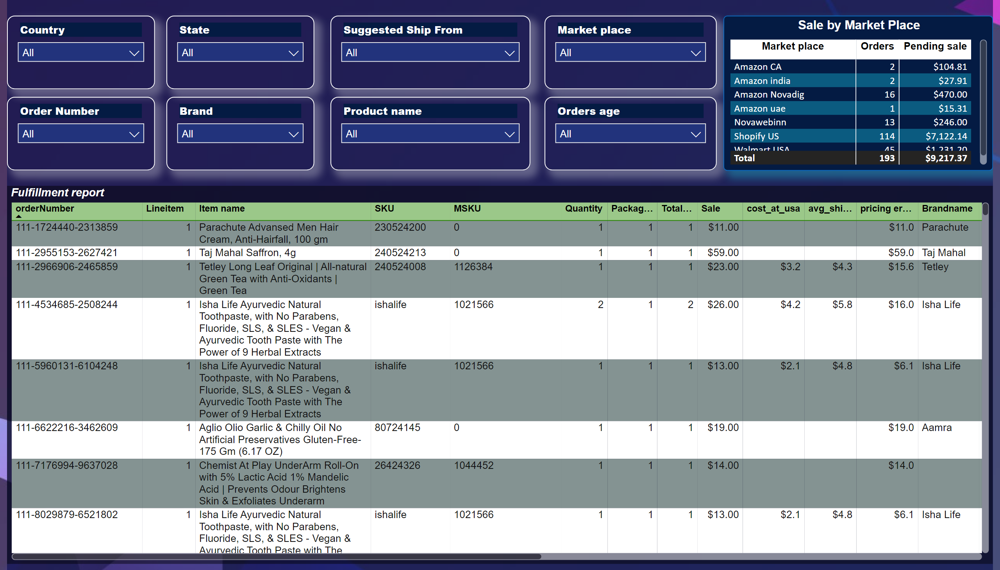 Country
State
Suggested Ship From
Market place
All
All
All
All
Order Number
Brand
Product name
Orders age
All
All
All
All
Sale by Market Place
Market place Orders Pending sale
Amazon CA 2 $104.81
Amazon india 2 $27.91
Amazon Novadig 16 $470.00
Amazon uae 1 $15.31
Novawebinn 13 $246.00
Shopify US 114 $7,122.14
Walmart USA 45 $1,231.20
Total 193 $9,217.37
Fulfillment report
orderNumber Lineitem Item name SKU MSKU Quantity Packag... Total... Sale cost_at_usa avg_shi... pricing er... Brandname
111-1724440-2313859 1 Parachute Advansed Men Hair 230524200 0 1 1 1 $11.00 $11.0 Parachute
Cream, Anti-Hairfall, 100 gm
111-2955153-2627421 1 Taj Mahal Saffron, 4g 240524213 0 1 1 1 $59.00 $59.0 Taj Mahal
111-2966906-2465859 1 Tetley Long Leaf Original | All-natural 240524008 1126384 1 1 1 $23.00 $3.2 $4.3 $15.6 Tetley
Green Tea with Anti-Oxidants |
Green Tea
111-4534685-2508244 1 Isha Life Ayurvedic Natural ishalife 1021566 2 1 2 $26.00 $4.2 $5.8 $16.0 Isha Life
Toothpaste, with No Parabens,
Fluoride, SLS, & SLES - Vegan &
Ayurvedic Tooth Paste with The
Power of 9 Herbal Extracts
111-5960131-6104248 1 Isha Life Ayurvedic Natural ishalife 1021566 1 1 1 $13.00 $2.1 $4.8 $6.1 Isha Life
Toothpaste, with No Parabens,
Fluoride, SLS, & SLES - Vegan &
Ayurvedic Tooth Paste with The
Power of 9 Herbal Extracts
111-6622216-3462609 1 Aglio Olio Garlic & Chilly Oil No 80724145 0 1 1 1 $19.00 $19.0 Aamra
Artificial Preservatives Gluten-Free-
175 Gm (6.17 OZ)
111-7176994-9637028 1 Chemist At Play UnderArm Roll-On 26424326 1044452 1 1 1 $14.00 $14.0
with 5% Lactic Acid 1% Mandelic
Acid | Prevents Odour Brightens
Skin & Exfoliates Underarm
111-8029879-6521802 1 Isha Life Ayurvedic Natural ishalife 1021566 1 1 1 $13.00 $2.1 $4.8 $6.1 Isha Life
Toothpaste, with No Parabens,
Fluoride, SLS, & SLES - Vegan &
Ayurvedic Tooth Paste with The